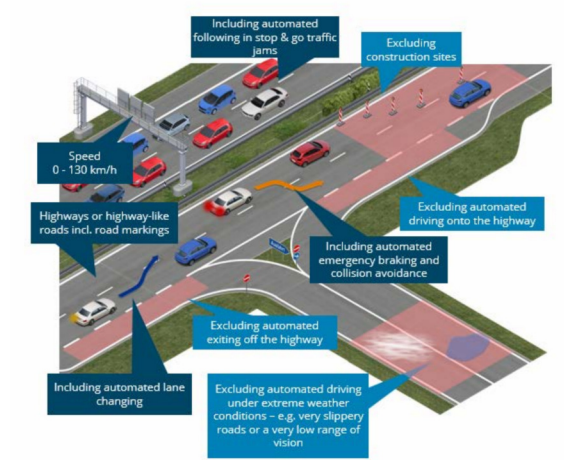 Including automated
following in stop & go traffic
jams
Excluding
construction sites
Speed
0 - 130 km/h
Highways or highway-like
roads incl. road markings
Excluding automated
driving onto the highway
Including automated
emergency braking and
collision avoidance
Excluding automated
exiting off the highway
Including automated lane
changing
Excluding automated driving
under extreme weather
conditions – e.g. very slippery
roads or a very low range of
vision